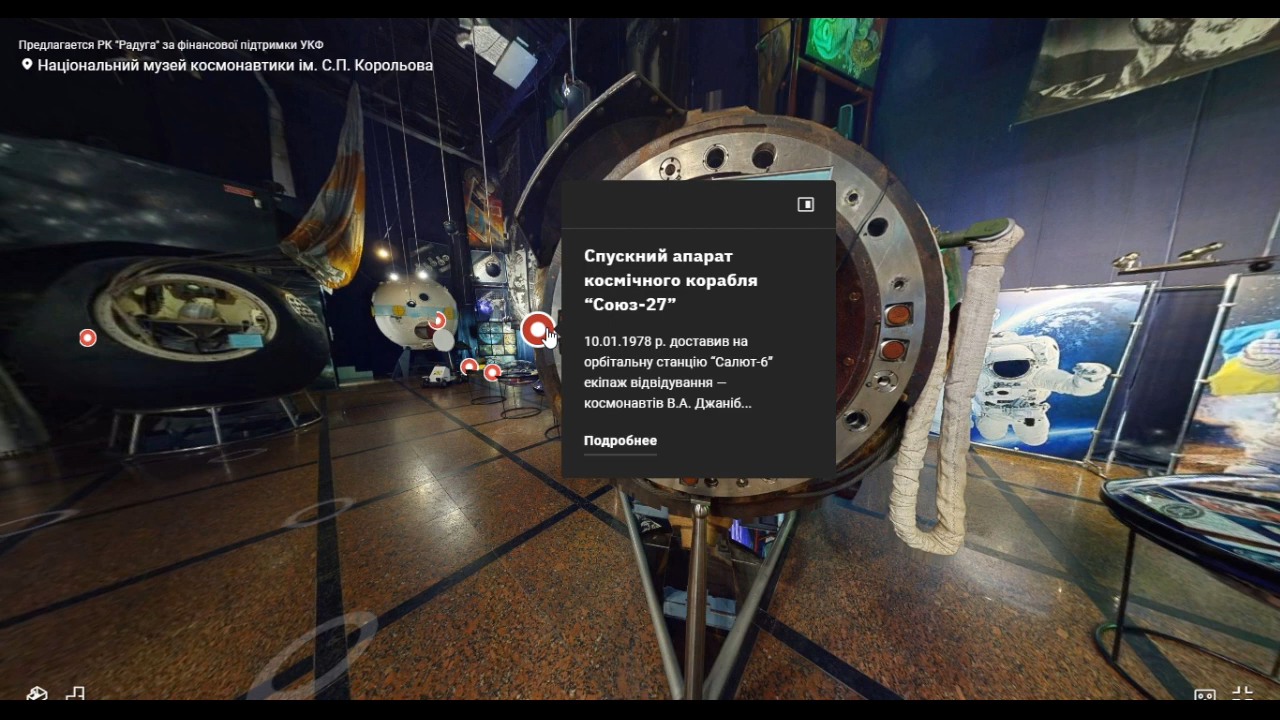 Предлагается РК "Радуга" за фінансової підтримки УКФ
Національний музей космонавтики ім. С.П. Корольова
Спускний апарат
космічного корабля
“Союз-27”
10.01.1978 р. доставив на
орбітальну станцію “Салют-6”
екіпаж відвідування —
космонавтів В.А. Джаніб...
Подробнее